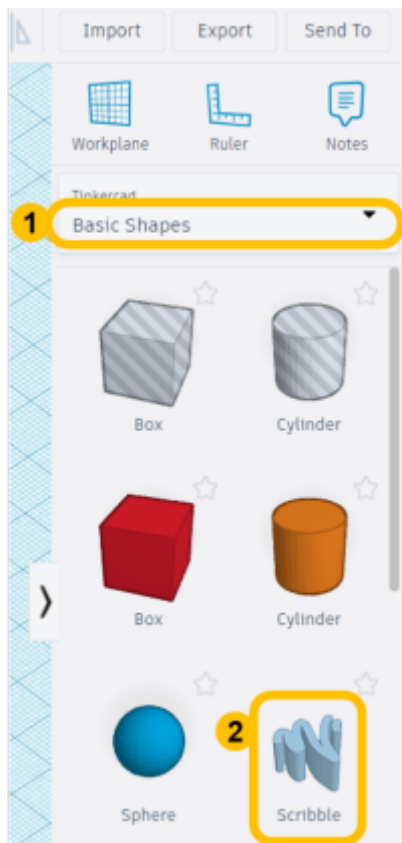 Import Export Send To
Workplane Ruler Notes
Tinkercad
1 Basic Shapes
Box Cylinder
Box Cylinder
2
Sphere Scribble